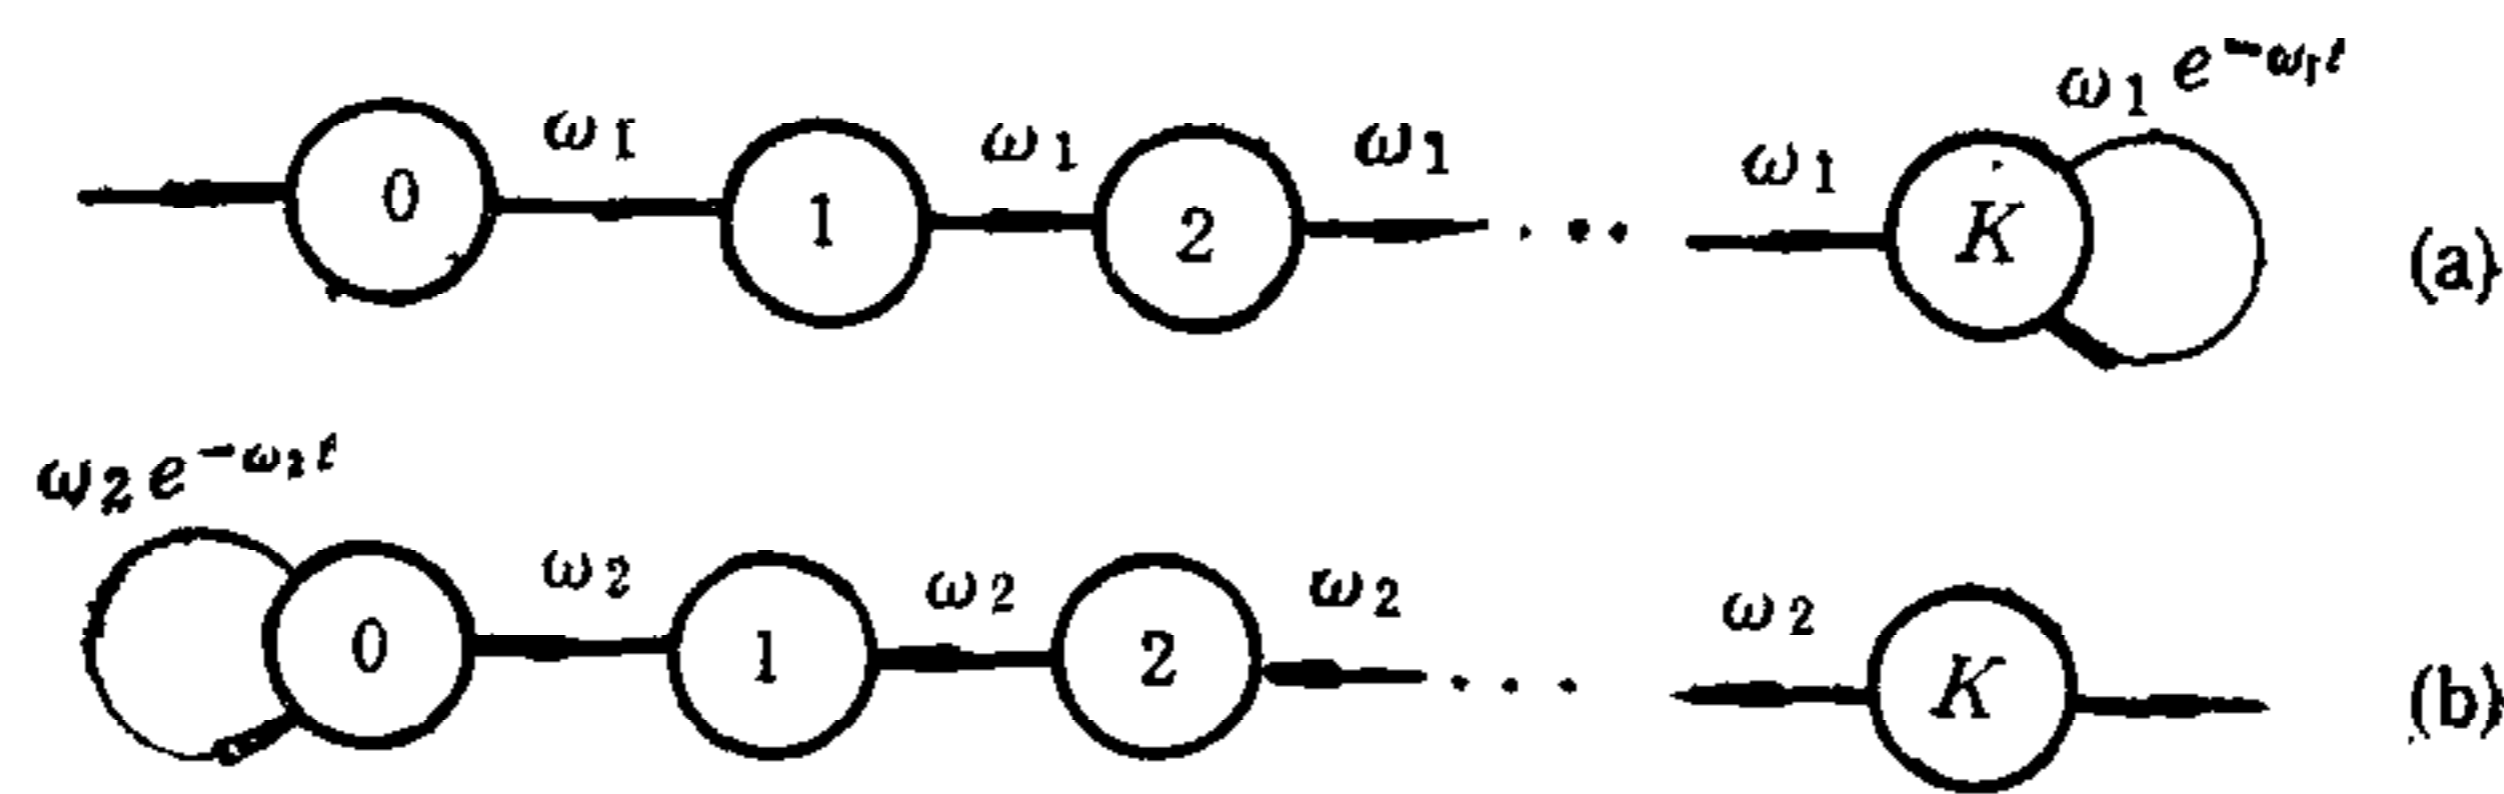 ω₁ e^{-ω₁t}
0 ω₁ 1 ω₁ 2 ω₁ ... ω₁ K (a)
ω₂ e^{-ω₂t}
0 ω₂ 1 ω₂ 2 ω₂ ... ω₂ K (b)